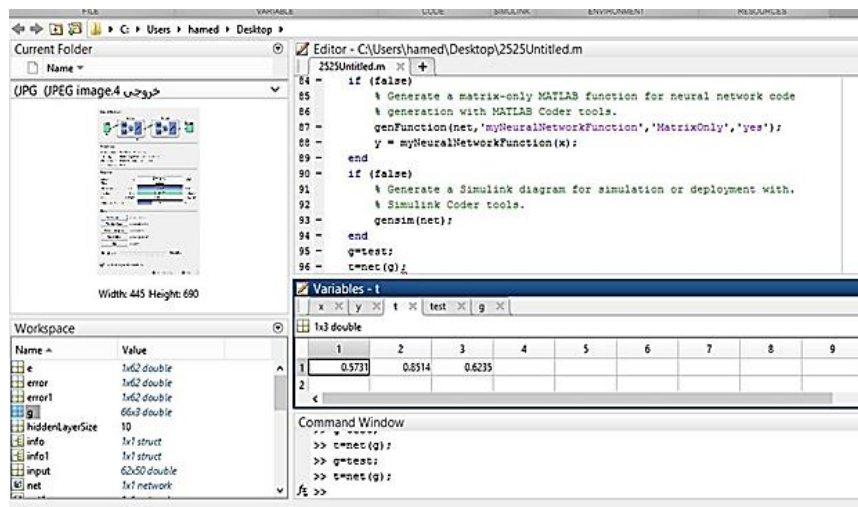 FILE VARIABLE CODE SIMULINK ENVIRONMENT RESOURCES
C: Users hamed Desktop
Current Folder
Name
(JPG (JPEG image.4 خروجی
Width: 445 Height: 690
Workspace
Name Value
e 1x62 double
error 1x62 double
error1 1x62 double
g 66x3 double
hiddenLayerSize 10
info 1x1 struct
info1 1x1 struct
input 62x50 double
net 1x1 network
Editor - C:\Users\hamed\Desktop\2525Untitled.m
2525Untitled.m × +
84 - if (false)
85 % Generate a matrix-only MATLAB function for neural network code
86 % generation with MATLAB Coder tools.
87 - genFunction(net,'myNeuralNetworkFunction','MatrixOnly','yes');
88 - y = myNeuralNetworkFunction(x);
89 - end
90 - if (false)
91 % Generate a Simulink diagram for simulation or deployment with.
92 % Simulink Coder tools.
93 - gensim(net);
94 - end
95 - g=test;
96 - t=net(g);
Variables - t
x × y × t × test × g ×
1x3 double
1 2 3 4 5 6 7 8 9
1 0.5731 0.8514 0.6235
2
Command Window
>> t=net(g);
>> g=test;
>> t=net(g);
fx >>